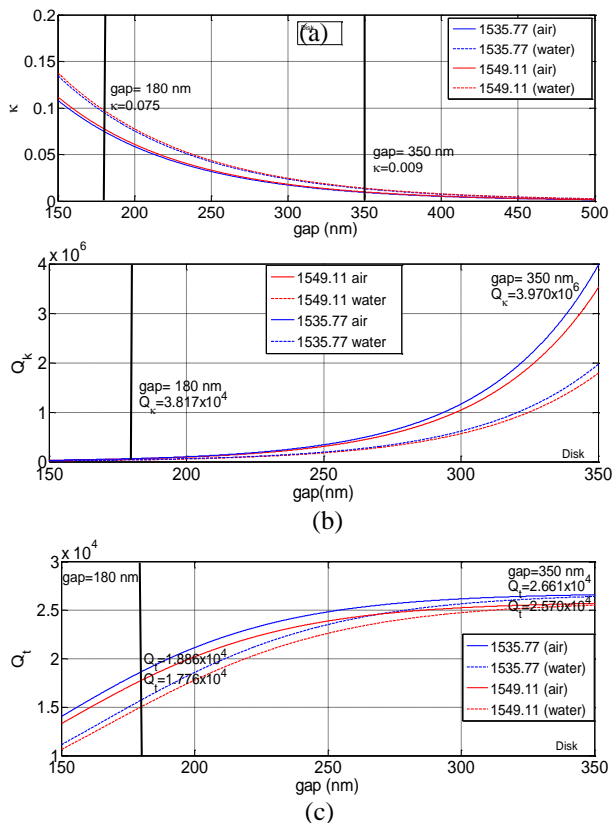 0.2
0.15
0.1
0.05
0
κ
150 200 250 300 350 400 450 500
gap (nm)
Disk
(a)
gap= 180 nm
κ=0.075
gap= 350 nm
κ=0.009
1535.77 (air)
1535.77 (water)
1549.11 (air)
1549.11 (water)
x 10^6
4
3
2
1
0
Q_k
150 200 250 300 350
gap(nm)
1549.11 air
1549.11 water
1535.77 air
1535.77 water
gap= 350 nm
Q_κ=3.970x10^6
gap= 180 nm
Q_κ=3.817x10^4
Disk
(b)
x 10^4
3
2.5
2
1.5
1
Q_t
150 200 250 300 350
gap (nm)
gap=180 nm
Q_t=1.886x10^4
Q_t=1.776x10^4
gap=350 nm
Q_t=2.661x10^4
Q_t=2.570x10^4
1535.77 (air)
1535.77 (water)
1549.11 (air)
1549.11 (water)
Disk
(c)